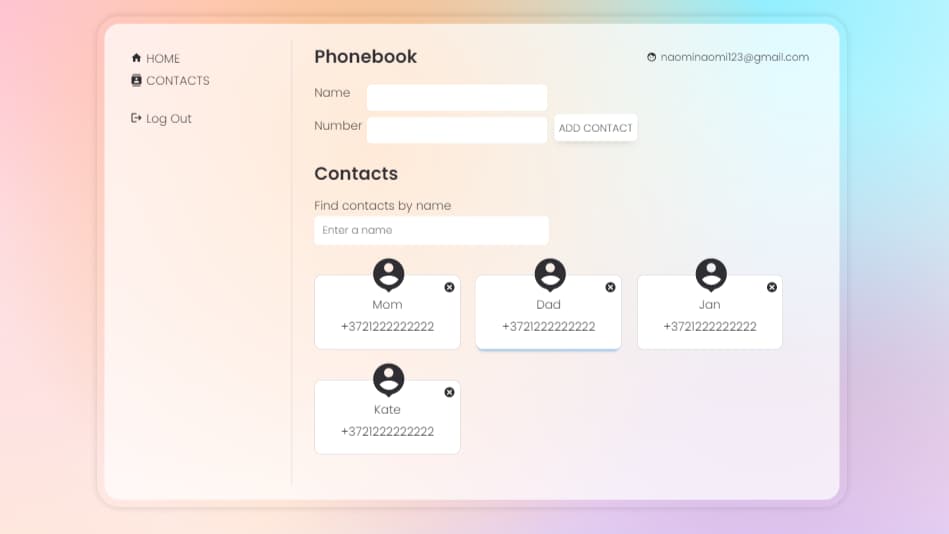 HOME
CONTACTS
Log Out
Phonebook
naominaomi123@gmail.com
Name
Number
ADD CONTACT
Contacts
Find contacts by name
Enter a name
Mom
+3721222222222
Dad
+3721222222222
Jan
+3721222222222
Kate
+3721222222222